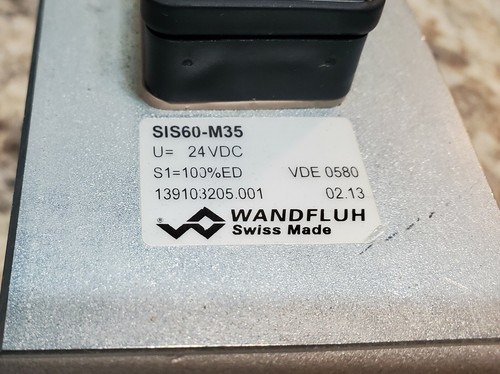 SIS60-M35
U= 24VDC
S1=100%ED VDE 0580
139103205.001 02.13
® WANDFLUH
Swiss Made